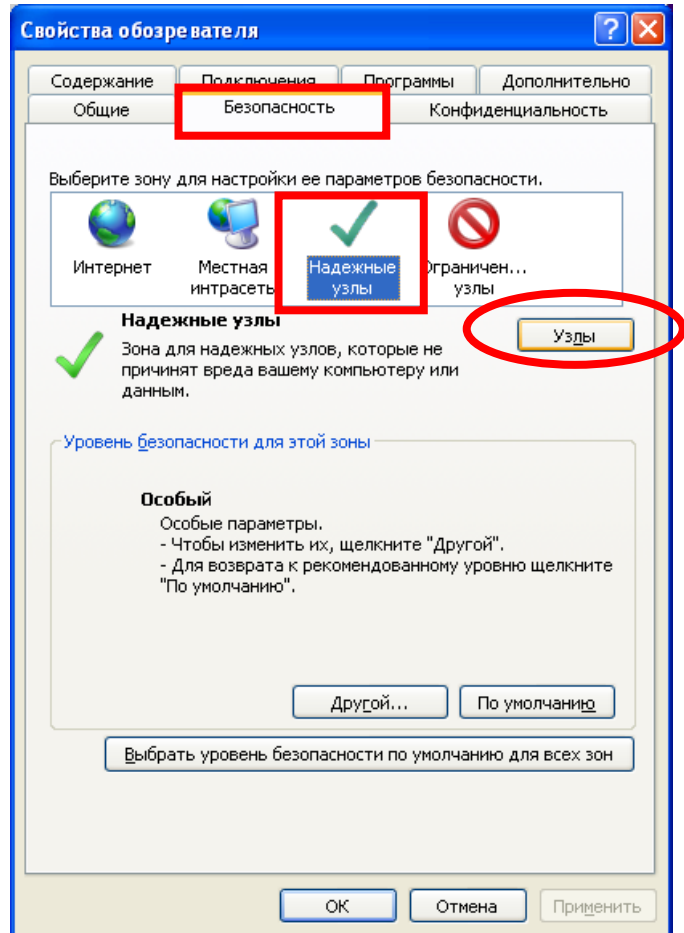 Свойства обозревателя
Содержание Подключения Программы Дополнительно
Общие Безопасность Конфиденциальность
Выберите зону для настройки ее параметров безопасности.
Интернет Местная интрасеть Надежные узлы Ограничен... узлы
Надежные узлы
Узлы
Зона для надежных узлов, которые не
причинят вреда вашему компьютеру или
данным.
Уровень безопасности для этой зоны
Особый
Особые параметры.
- Чтобы изменить их, щелкните "Другой".
- Для возврата к рекомендованному уровню щелкните
"По умолчанию".
Другой... По умолчанию
Выбрать уровень безопасности по умолчанию для всех зон
ОК Отмена Применить